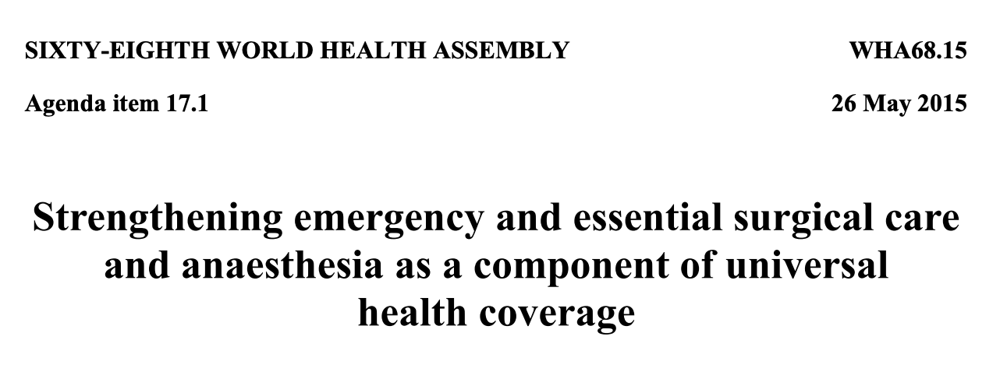 SIXTY-EIGHTH WORLD HEALTH ASSEMBLY WHA68.15
Agenda item 17.1 26 May 2015
Strengthening emergency and essential surgical care
and anaesthesia as a component of universal
health coverage